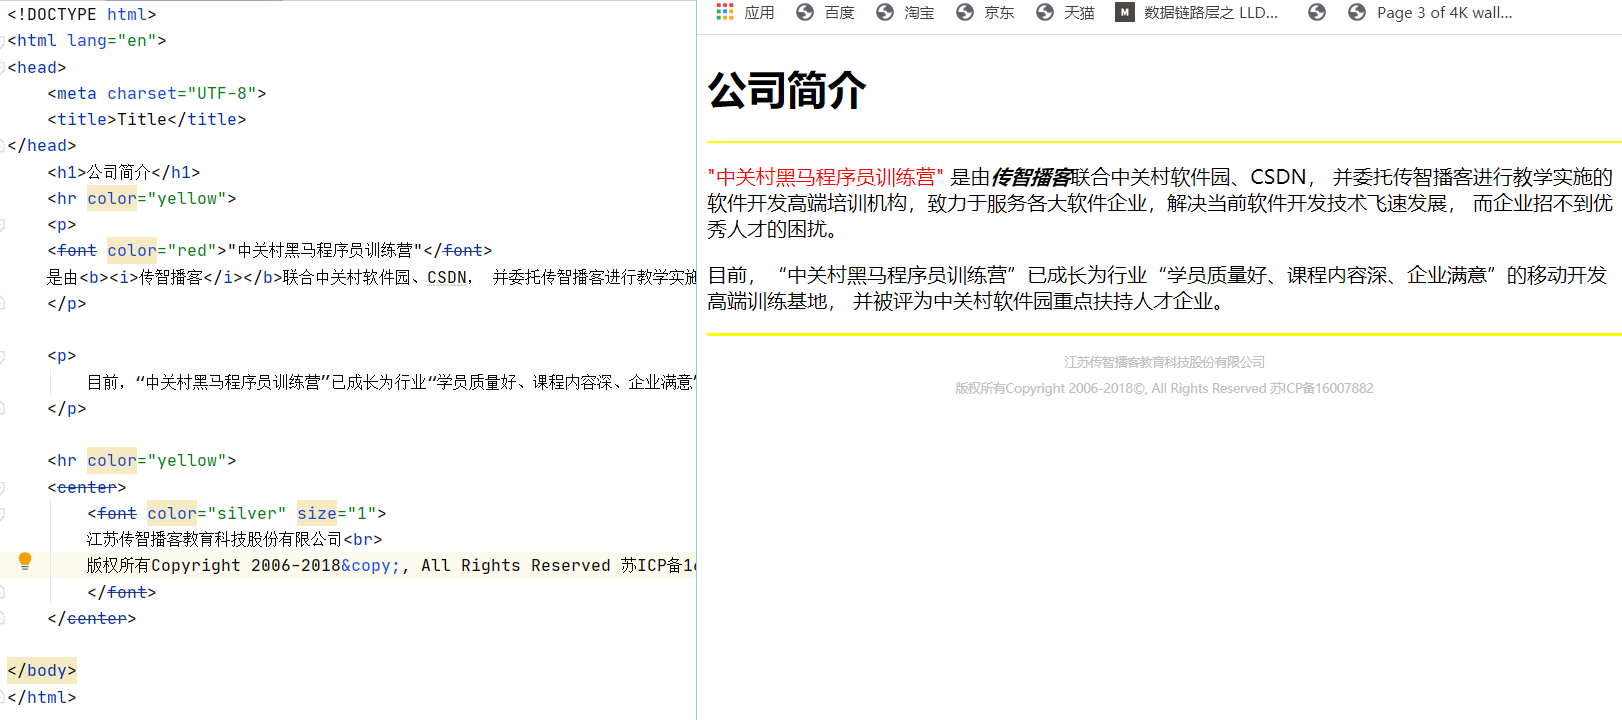 <!DOCTYPE html>
<html lang="en">
<head>
<meta charset="UTF-8">
<title>Title</title>
</head>
<h1>公司简介</h1>
<hr color="yellow">
<p>
<font color="red">"中关村黑马程序员训练营"</font>
是由<b><i>传智播客</i></b>联合中关村软件园、CSDN， 并委托传智播客进行教学实施
</p>
<p>
目前，“中关村黑马程序员训练营”已成长为行业“学员质量好、课程内容深、企业满意”
</p>
<hr color="yellow">
<center>
<font color="silver" size="1">
江苏传智播客教育科技股份有限公司<br>
版权所有Copyright 2006-2018&copy;, All Rights Reserved 苏ICP备16
</font>
</center>
</body>
</html>
应用 百度 淘宝 京东 天猫 M 数据链路层之 LLD... Page 3 of 4K wall...
公司简介
"中关村黑马程序员训练营" 是由传智播客联合中关村软件园、CSDN， 并委托传智播客进行教学实施的
软件开发高端培训机构，致力于服务各大软件企业，解决当前软件开发技术飞速发展， 而企业招不到优
秀人才的困扰。
目前，“中关村黑马程序员训练营”已成长为行业“学员质量好、课程内容深、企业满意”的移动开发
高端训练基地， 并被评为中关村软件园重点扶持人才企业。
江苏传智播客教育科技股份有限公司
版权所有Copyright 2006-2018©, All Rights Reserved 苏ICP备16007882